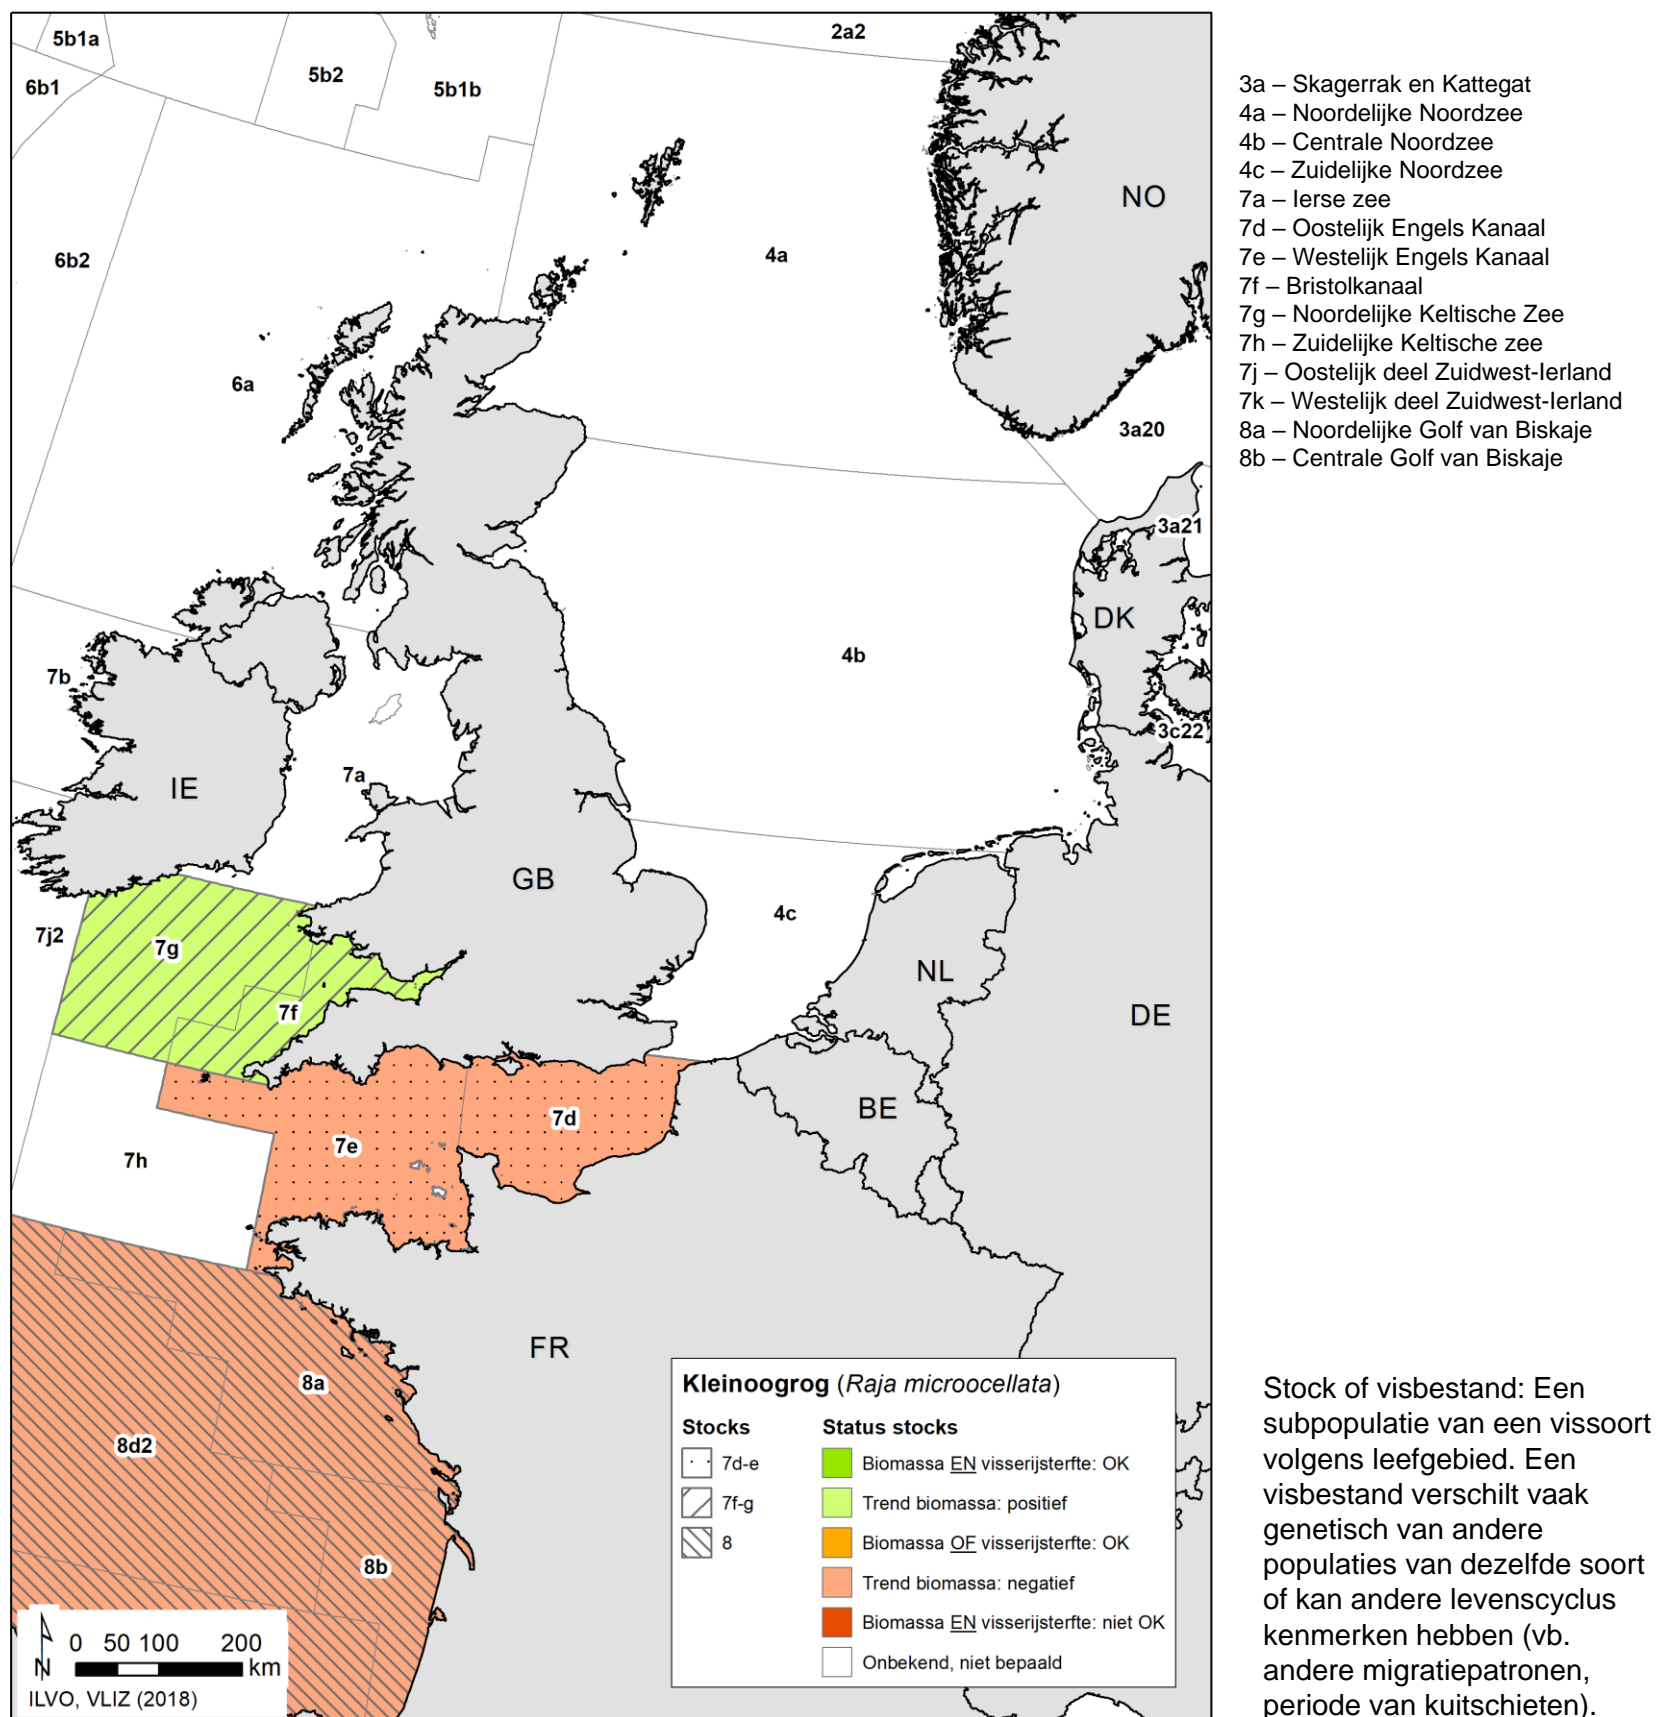 5b1a
6b1
5b2
5b1b
2a2
NO
6b2
4a
6a
3a20
3a21
DK
7b
4b
3c22
7a
IE
GB
4c
7j2
7g
NL
7f
DE
7d
BE
7e
7h
FR
8a
8d2
8b
3a – Skagerrak en Kattegat
4a – Noordelijke Noordzee
4b – Centrale Noordzee
4c – Zuidelijke Noordzee
7a – Ierse zee
7d – Oostelijk Engels Kanaal
7e – Westelijk Engels Kanaal
7f – Bristolkanaal
7g – Noordelijke Keltische Zee
7h – Zuidelijke Keltische zee
7j – Oostelijk deel Zuidwest-Ierland
7k – Westelijk deel Zuidwest-Ierland
8a – Noordelijke Golf van Biskaje
8b – Centrale Golf van Biskaje
Kleinoogrog (Raja microocellata)
Stocks
7d-e
7f-g
8
Status stocks
Biomassa EN visserijsterfte: OK
Trend biomassa: positief
Biomassa OF visserijsterfte: OK
Trend biomassa: negatief
Biomassa EN visserijsterfte: niet OK
Onbekend, niet bepaald
N
0 50 100 200
km
ILVO, VLIZ (2018)
Stock of visbestand: Een
subpopulatie van een vissoort
volgens leefgebied. Een
visbestand verschilt vaak
genetisch van andere
populaties van dezelfde soort
of kan andere levenscyclus
kenmerken hebben (vb.
andere migratiepatronen,
periode van kuitschieten).